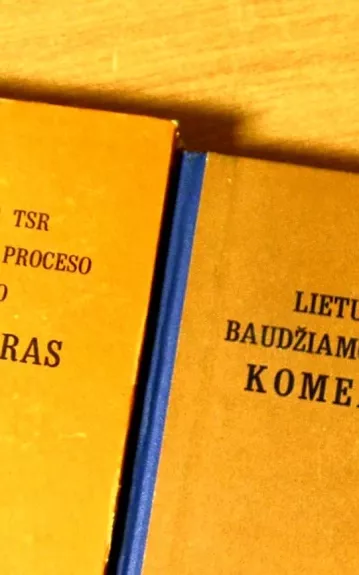 TSR
PROCESO
O
RAS
LIETU
BAUDŽIAMO
KOME